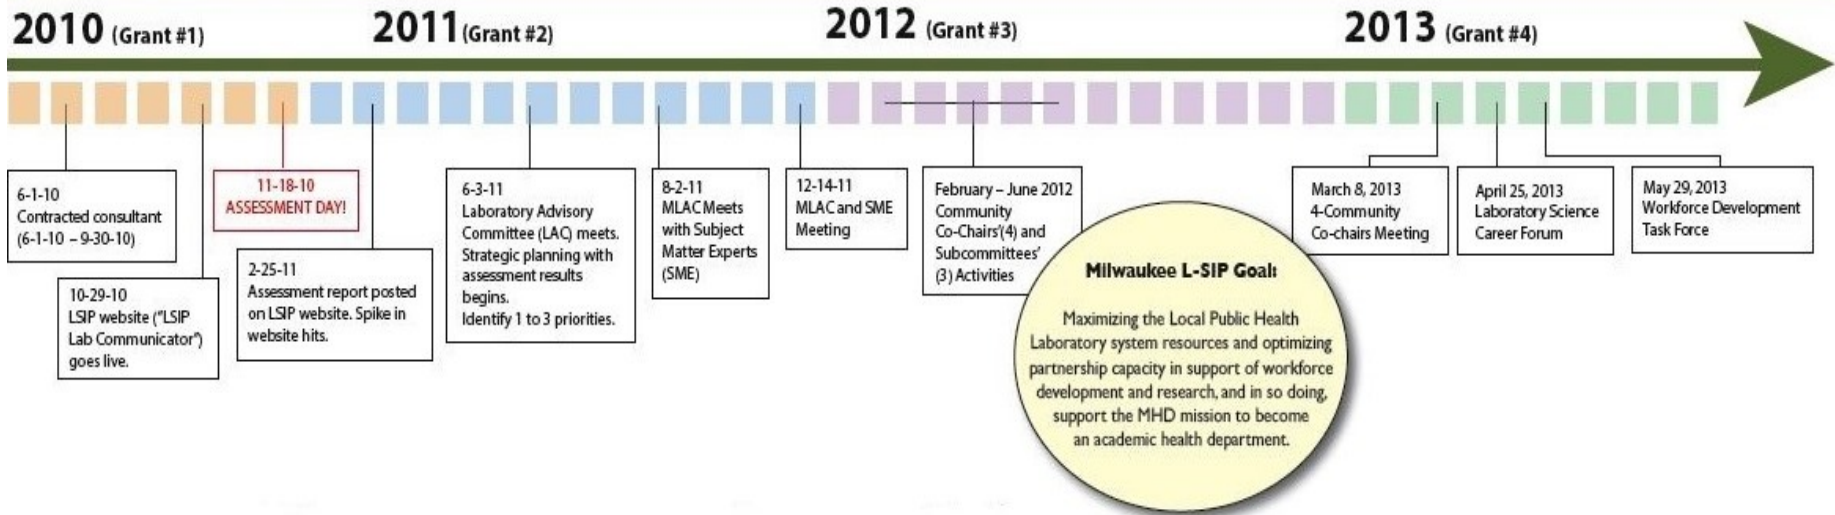 2010 (Grant #1)
2011 (Grant #2)
2012 (Grant #3)
2013 (Grant #4)
6-1-10
Contracted consultant
(6-1-10 – 9-30-10)
10-29-10
LSIP website ("LSIP
Lab Communicator")
goes live.
11-18-10
ASSESSMENT DAY!
2-25-11
Assessment report posted
on LSIP website. Spike in
website hits.
6-3-11
Laboratory Advisory
Committee (LAC) meets.
Strategic planning with
assessment results
begins.
Identify 1 to 3 priorities.
8-2-11
MLAC Meets
with Subject
Matter Experts
(SME)
12-14-11
MLAC and SME
Meeting
February – June 2012
Community
Co-Chairs'(4) and
Subcommittees'
(3) Activities
Milwaukee L-SIP Goal:
Maximizing the Local Public Health
Laboratory system resources and optimizing
partnership capacity in support of workforce
development and research, and in so doing,
support the MHD mission to become
an academic health department.
March 8, 2013
4-Community
Co-chairs Meeting
April 25, 2013
Laboratory Science
Career Forum
May 29, 2013
Workforce Development
Task Force